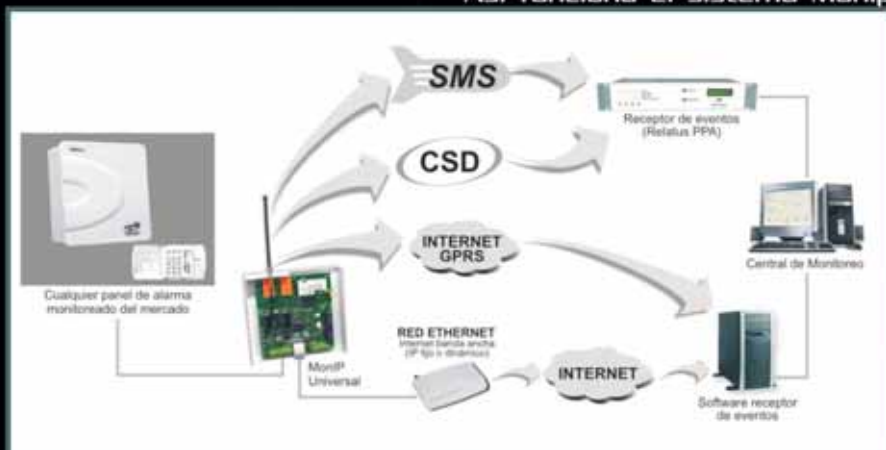 SMS
Receptor de eventos
(Relatus PPA)
CSD
INTERNET
GPRS
Central de Monitoreo
Cualquier panel de alarma
monitoreado del mercado
RED ETHERNET
Internet banda ancha
(IP fijo o dinámico)
MonIP
Universal
INTERNET
Software receptor
de eventos